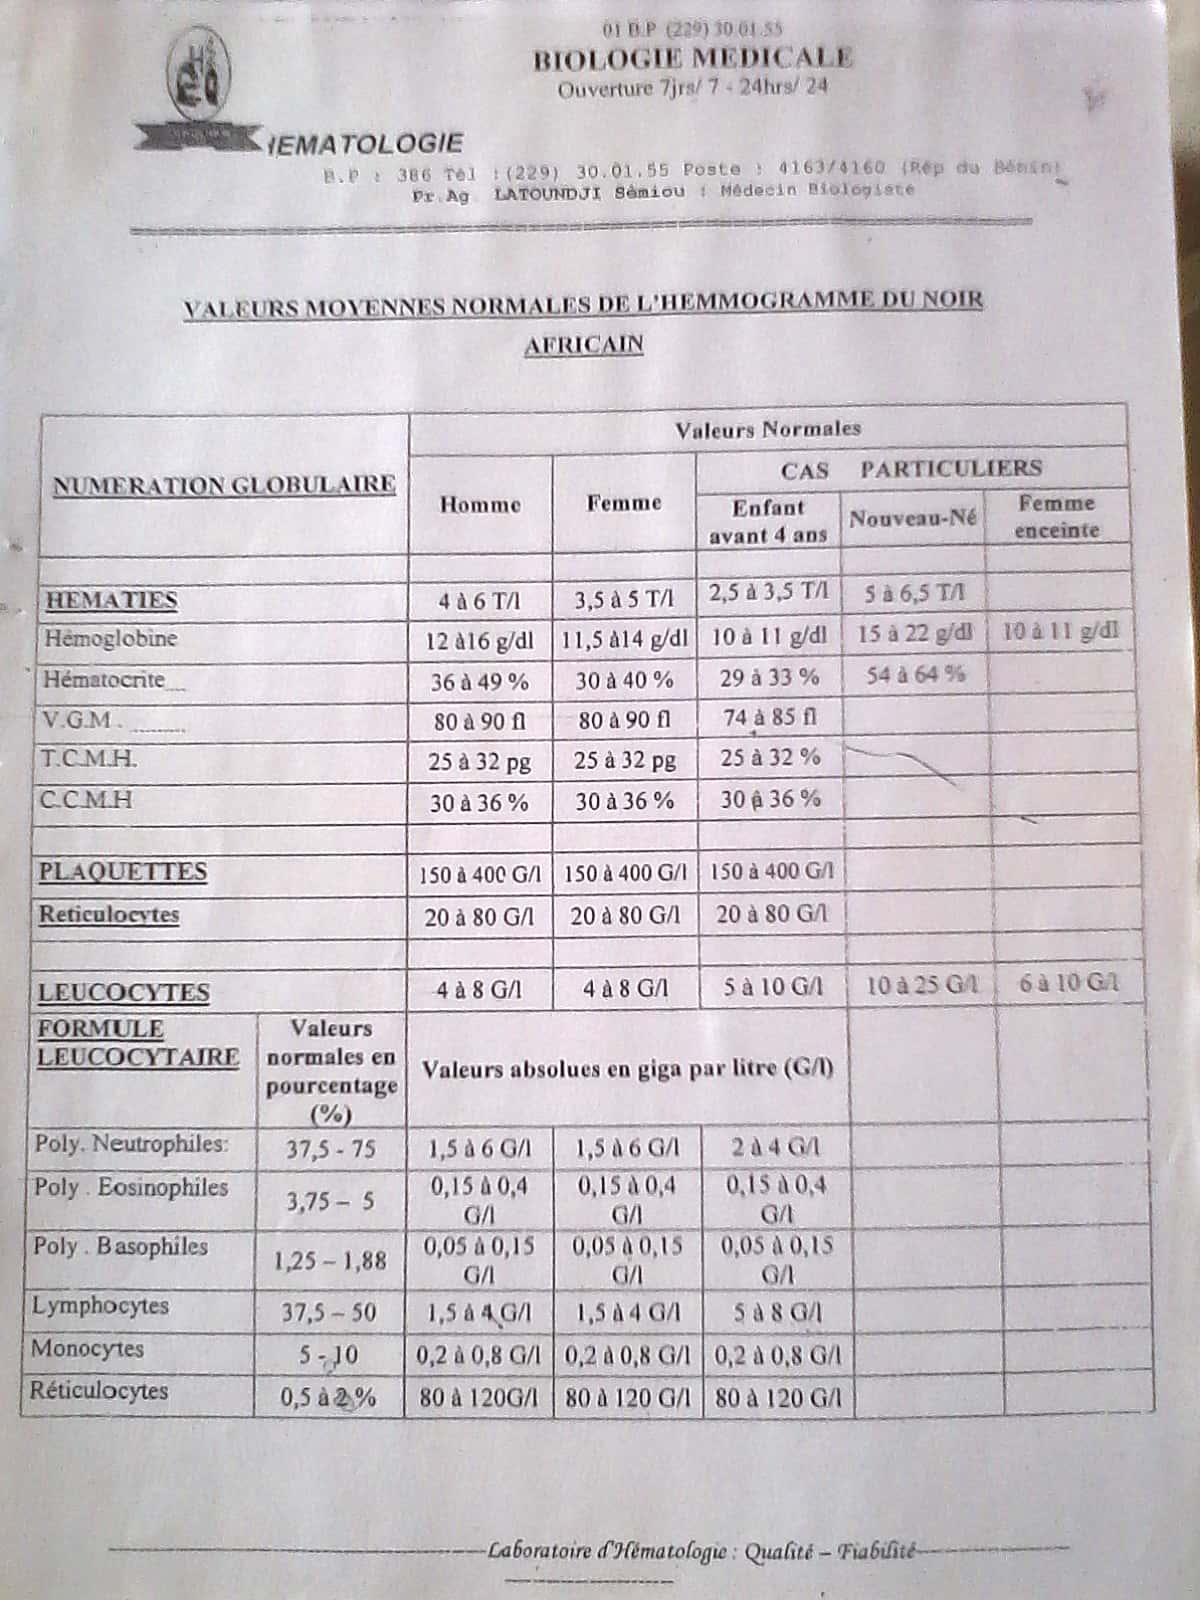 01 B.P (229) 30.01.55
BIOLOGIE MEDICALE
Ouverture 7jrs/ 7 - 24hrs/ 24
HEMATOLOGIE
B.P : 386 Tél :(229) 30.01.55 Poste : 4163/4160 (Rép du Bénin)
Pr.Ag LATOUNDJI Sèmiou : Médecin Biologiste
VALEURS MOYENNES NORMALES DE L'HEMMOGRAMME DU NOIR
AFRICAIN
NUMERATION GLOBULAIRE
Valeurs Normales
Homme
Femme
CAS PARTICULIERS
Enfant
avant 4 ans
Nouveau-Né
Femme
enceinte
HEMATIES 4 à 6 T/l 3,5 à 5 T/l 2,5 à 3,5 T/l 5 à 6,5 T/l
Hémoglobine 12 à16 g/dl 11,5 à14 g/dl 10 à 11 g/dl 15 à 22 g/dl 10 à 11 g/dl
Hématocrite 36 à 49 % 30 à 40 % 29 à 33 % 54 à 64 %
V.G.M . 80 à 90 fl 80 à 90 fl 74 à 85 fl
T.C.M.H. 25 à 32 pg 25 à 32 pg 25 à 32 %
C.C.M.H 30 à 36 % 30 à 36 % 30 à 36 %
PLAQUETTES 150 à 400 G/l 150 à 400 G/l 150 à 400 G/l
Reticulocytes 20 à 80 G/l 20 à 80 G/l 20 à 80 G/l
LEUCOCYTES 4 à 8 G/l 4 à 8 G/l 5 à 10 G/l 10 à 25 G/l 6 à 10 G/l
FORMULE
LEUCOCYTAIRE
Valeurs
normales en
pourcentage
(%)
Valeurs absolues en giga par litre (G/l)
Poly. Neutrophiles: 37,5 - 75 1,5 à 6 G/l 1,5 à 6 G/l 2 à 4 G/l
Poly . Eosinophiles 3,75 – 5 0,15 à 0,4 G/l 0,15 à 0,4 G/l 0,15 à 0,4 G/l
Poly . Basophiles 1,25 – 1,88 0,05 à 0,15 G/l 0,05 à 0,15 G/l 0,05 à 0,15 G/l
Lymphocytes 37,5 – 50 1,5 à 4 G/l 1,5 à 4 G/l 5 à 8 G/l
Monocytes 5 - 10 0,2 à 0,8 G/l 0,2 à 0,8 G/l 0,2 à 0,8 G/l
Réticulocytes 0,5 à 2 % 80 à 120G/l 80 à 120 G/l 80 à 120 G/l
Laboratoire d'Hématologie : Qualité – Fiabilité